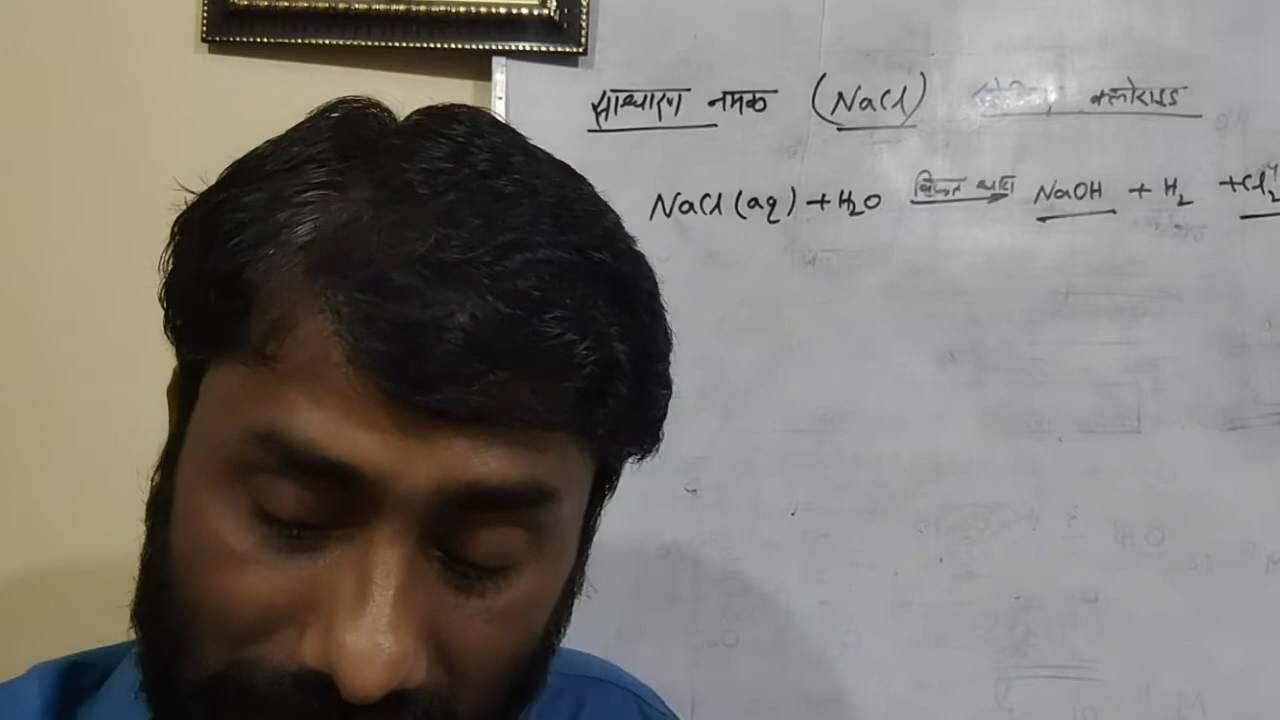 साधारण नमक (NaCl) क्लोराइड
NaCl (aq) + H₂O विद्युत धारा → NaOH + H₂ + Cl₂